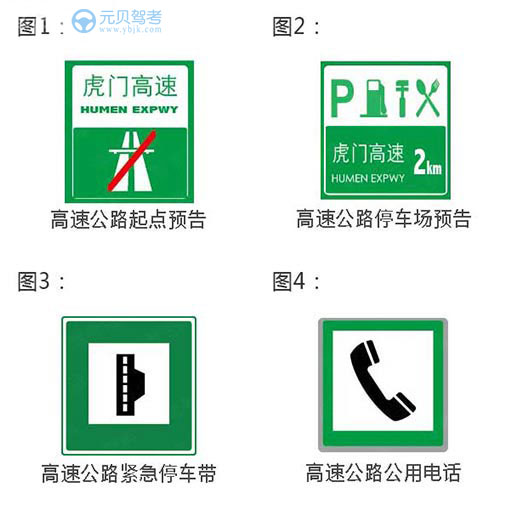 元贝驾考
www.ybjk.com
图1：
图2：
虎门高速
HUMEN EXPWY
P
虎门高速
HUMEN EXPWY
2km
高速公路起点预告
高速公路停车场预告
图3：
图4：
高速公路紧急停车带
高速公路公用电话